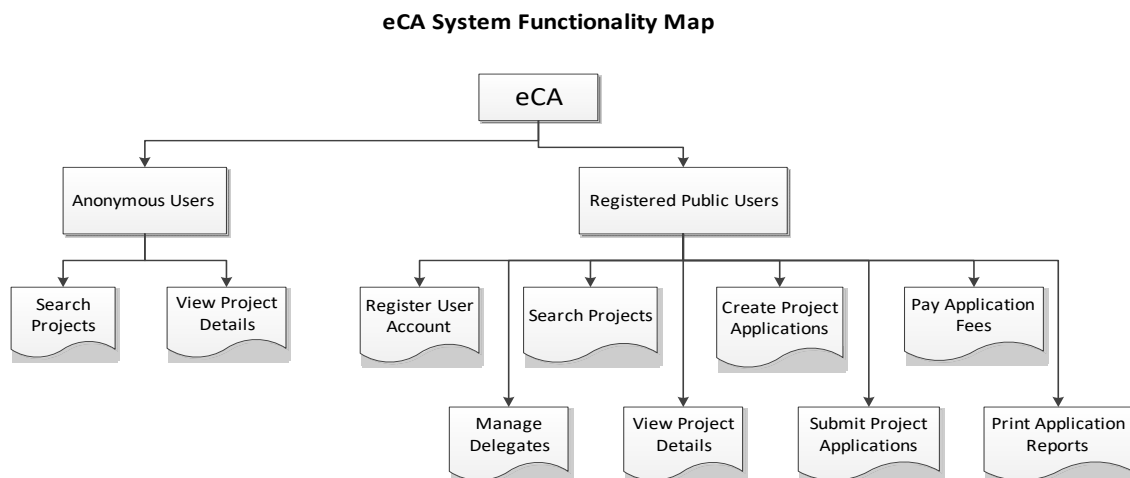 eCA System Functionality Map
eCA
Anonymous Users
Registered Public Users
Search
Projects
View Project
Details
Register User
Account
Search Projects
Create Project
Applications
Pay Application
Fees
Manage
Delegates
View Project
Details
Submit Project
Applications
Print Application
Reports